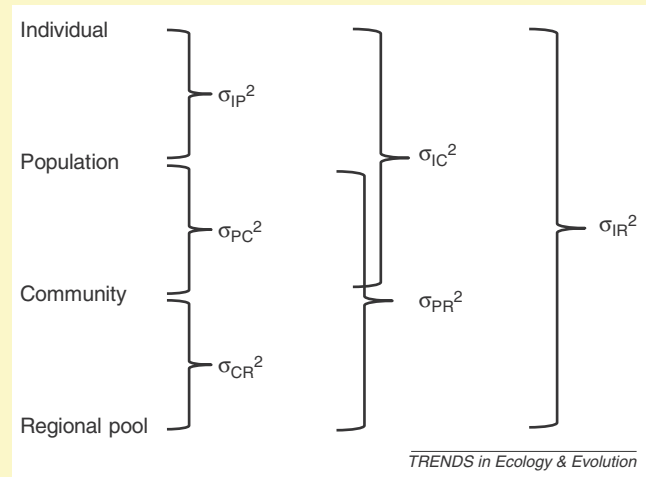 Individual
σIP²
Population
σIC²
σPC²
σIR²
Community
σPR²
σCR²
Regional pool
TRENDS in Ecology & Evolution